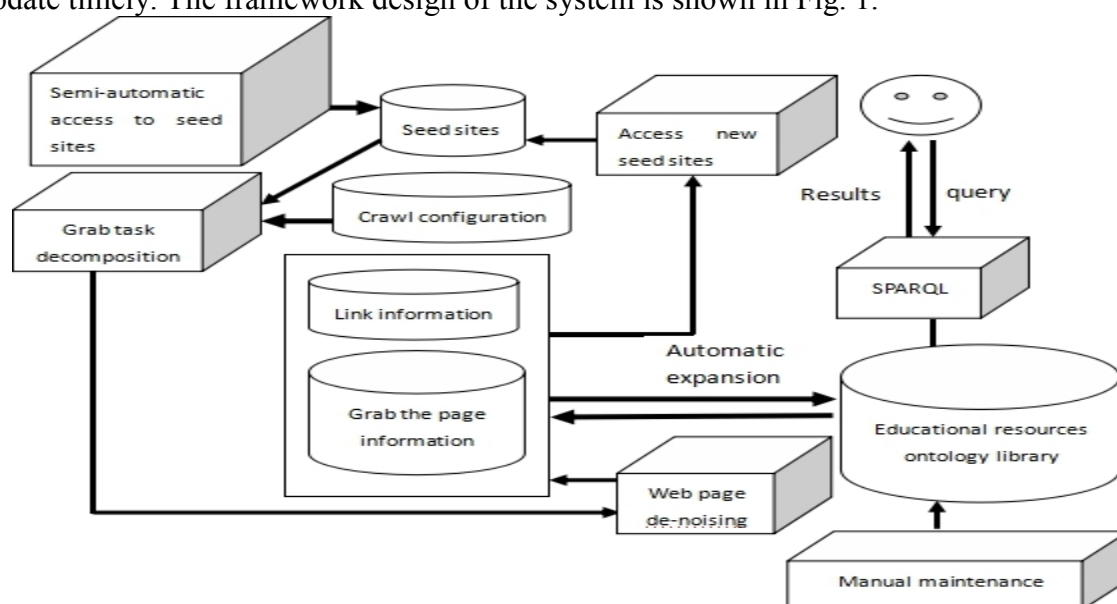 odate timely. The framework design of the system is shown in Fig. 1.
Semi-automatic
access to seed
sites
Seed sites
Access new
seed sites
Results
query
Grab task
decomposition
Crawl configuration
SPARQL
Link information
Automatic
expansion
Grab the page
information
Educational resources
ontology library
Web page
de-noising
Manual maintenance